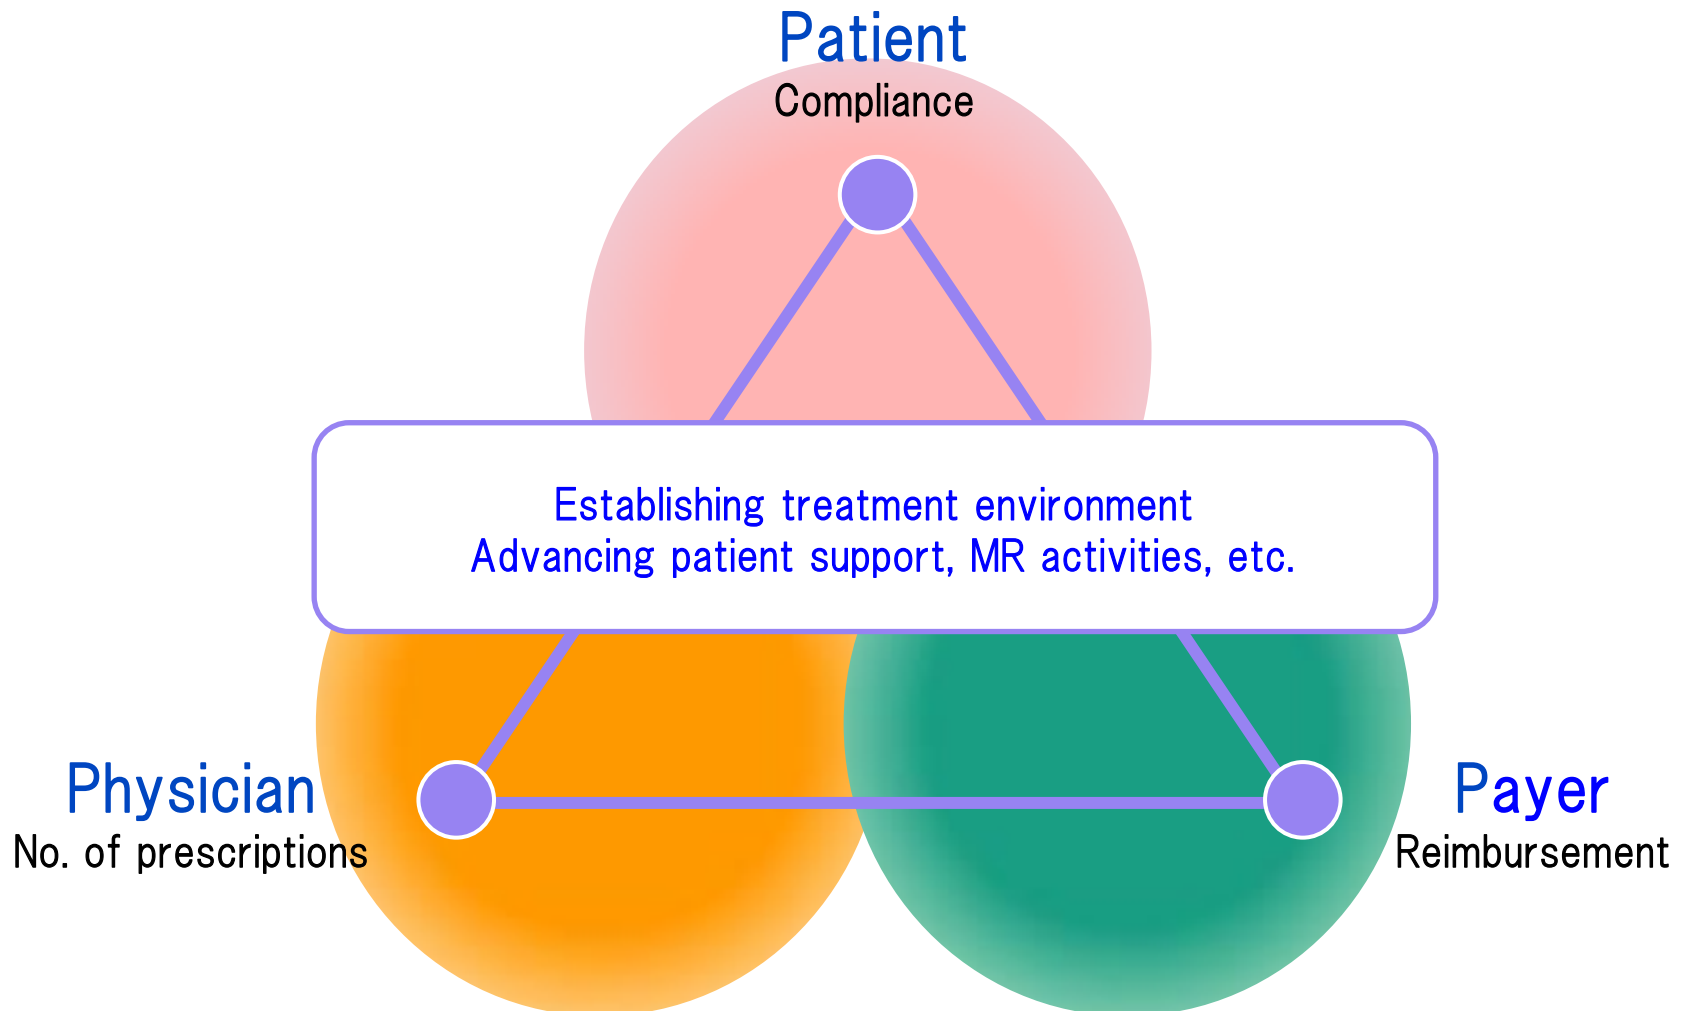 Patient
Compliance
Establishing treatment environment
Advancing patient support, MR activities, etc.
Physician
No. of prescriptions
Payer
Reimbursement